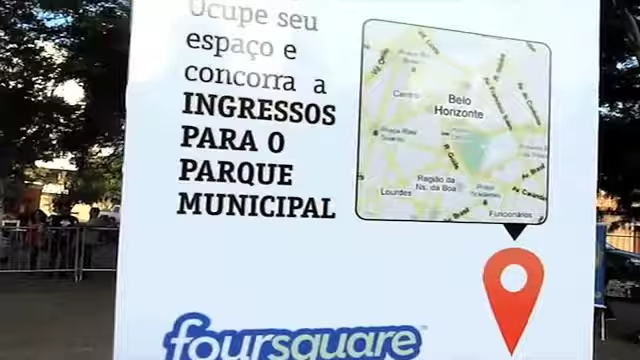 Ocupe seu
espaço e
concorra a
INGRESSOS
PARA O
PARQUE
MUNICIPAL
Centro
Belo
Horizonte
Região da
Ns. da Boa
Lourdes
Funcionários
foursquare